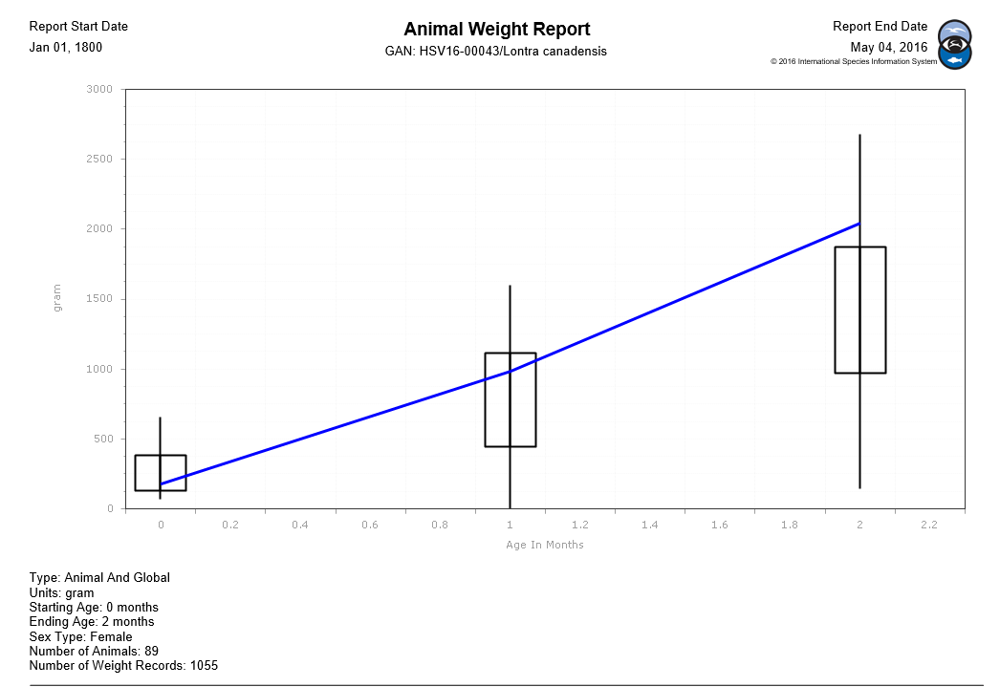 Report Start Date
Jan 01, 1800
Animal Weight Report
GAN: HSV16-00043/Lontra canadensis
Report End Date
May 04, 2016
© 2016 International Species Information System
3000
2500
2000
1500
1000
500
0
gram
0 0.2 0.4 0.6 0.8 1 1.2 1.4 1.6 1.8 2 2.2
Age In Months
Type: Animal And Global
Units: gram
Starting Age: 0 months
Ending Age: 2 months
Sex Type: Female
Number of Animals: 89
Number of Weight Records: 1055